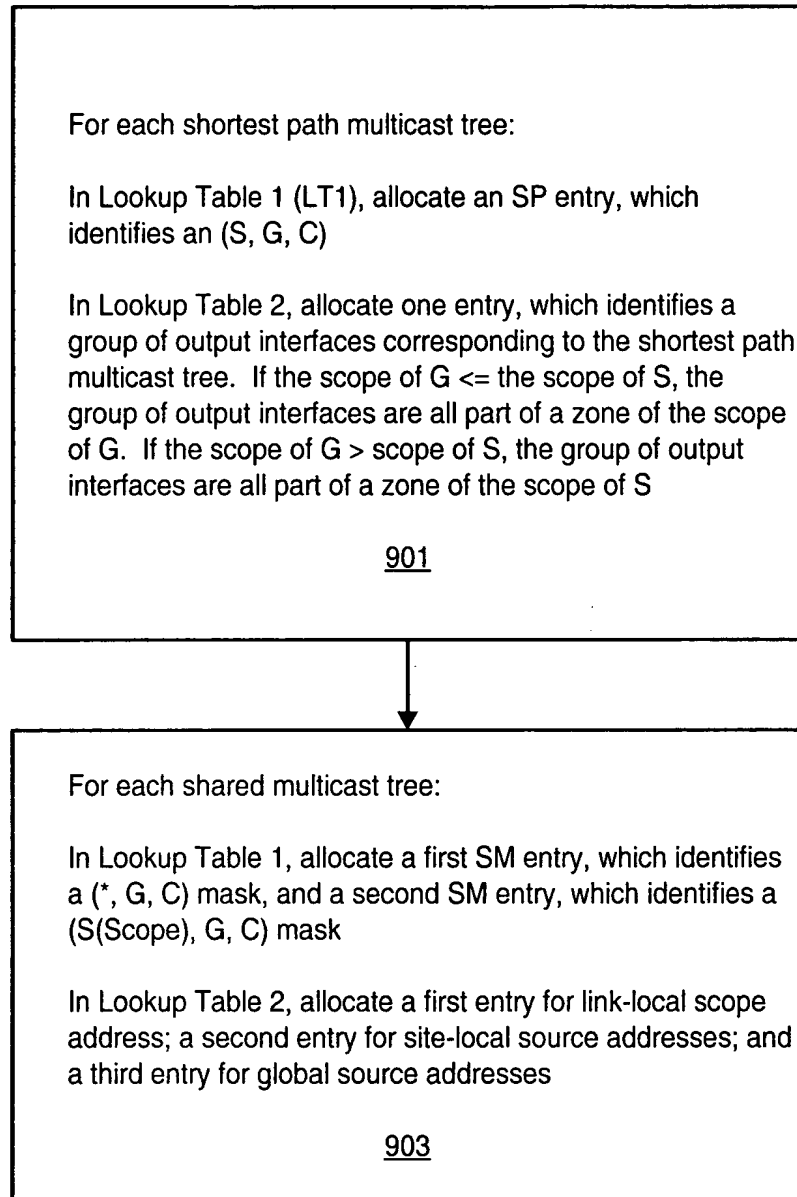 For each shortest path multicast tree:
In Lookup Table 1 (LT1), allocate an SP entry, which
identifies an (S, G, C)
In Lookup Table 2, allocate one entry, which identifies a
group of output interfaces corresponding to the shortest path
multicast tree. If the scope of G <= the scope of S, the
group of output interfaces are all part of a zone of the scope
of G. If the scope of G > scope of S, the group of output
interfaces are all part of a zone of the scope of S
901
For each shared multicast tree:
In Lookup Table 1, allocate a first SM entry, which identifies
a (*, G, C) mask, and a second SM entry, which identifies a
(S(Scope), G, C) mask
In Lookup Table 2, allocate a first entry for link-local scope
address; a second entry for site-local source addresses; and
a third entry for global source addresses
903